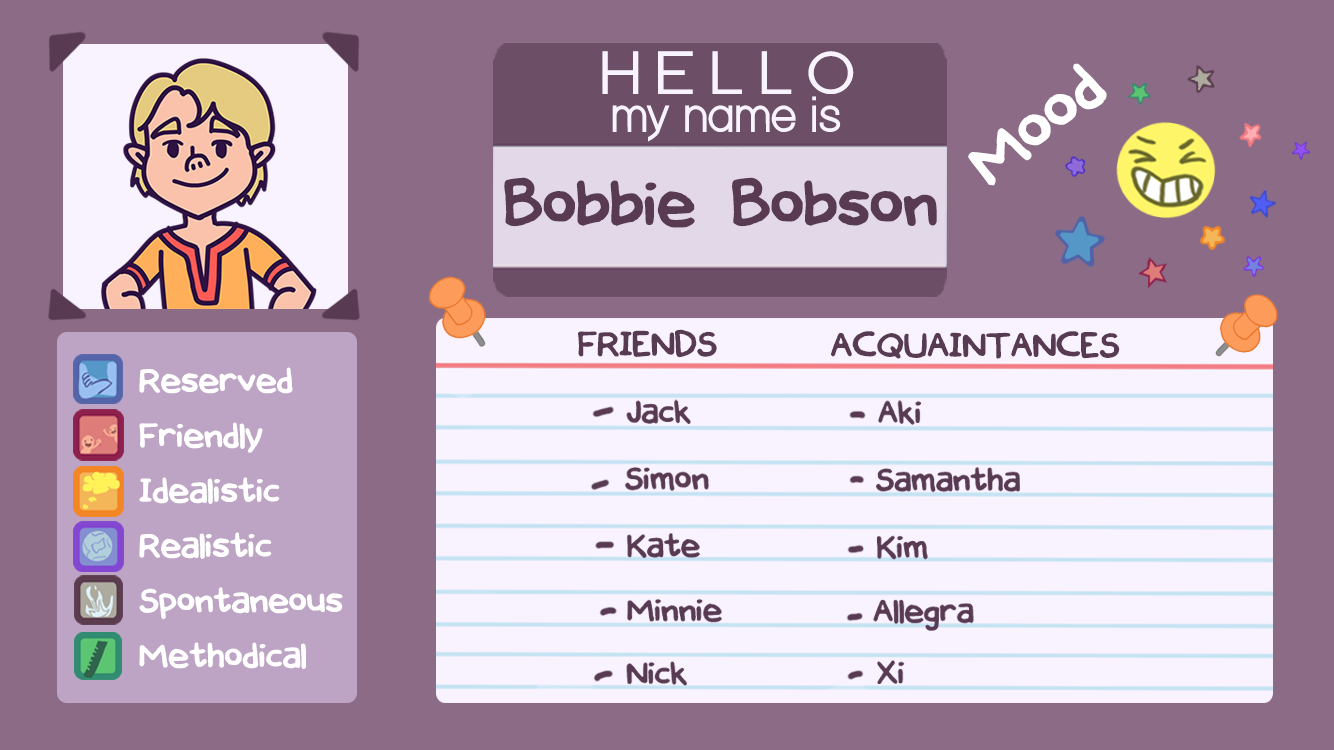 HELLO
my name is
Bobbie Bobson
Mood
Reserved
Friendly
Idealistic
Realistic
Spontaneous
Methodical
FRIENDS ACQUAINTANCES
- Jack - Aki
- Simon - Samantha
- Kate - Kim
- Minnie - Allegra
- Nick - Xi